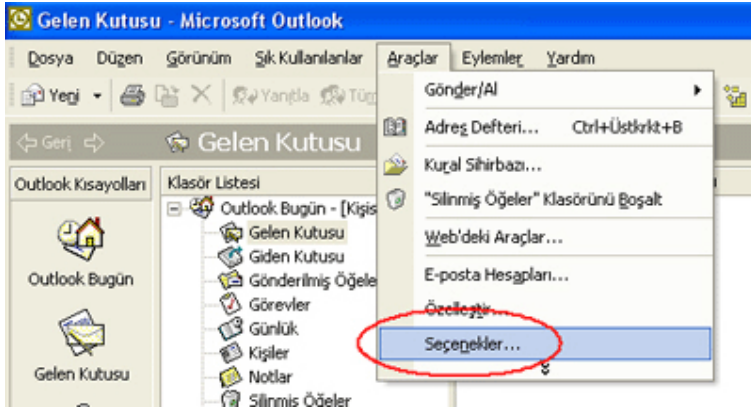 Gelen Kutusu - Microsoft Outlook
Dosya Düzen Görünüm Sık Kullanılanlar Araçlar Eylemler Yardım
Yeni Yanıtla Tüm
Geri Gelen Kutusu
Outlook Kısayolları
Outlook Bugün
Gelen Kutusu
Klasör Listesi
Outlook Bugün - [Kişis
Gelen Kutusu
Giden Kutusu
Gönderilmiş Öğele
Görevler
Günlük
Kişiler
Notlar
Silinmiş Öğeler
Gönder/Al
Adres Defteri... Ctrl+Üstkrkt+B
Kural Sihirbazı...
"Silinmiş Öğeler" Klasörünü Boşalt
Web'deki Araçlar...
E-posta Hesapları...
Özelleştir...
Seçenekler...